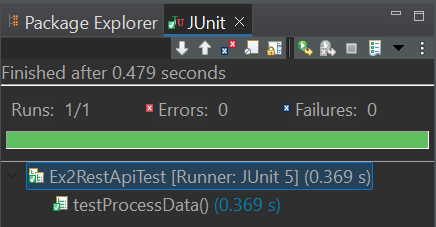 Package Explorer JUnit
Finished after 0.479 seconds
Runs: 1/1 Errors: 0 Failures: 0
Ex2RestApiTest [Runner: JUnit 5] (0.369 s)
testProcessData() (0.369 s)